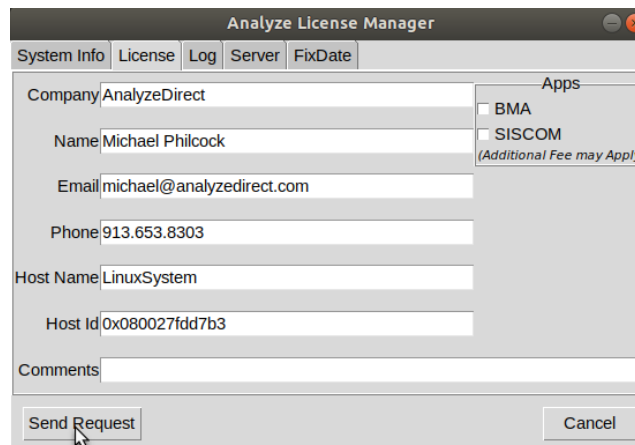 Analyze License Manager
System Info License Log Server FixDate
Company AnalyzeDirect
Apps
BMA
Name Michael Philcock
SISCOM
(Additional Fee may Apply
Email michael@analyzedirect.com
Phone 913.653.8303
Host Name LinuxSystem
Host Id 0x080027fdd7b3
Comments
Send Request Cancel